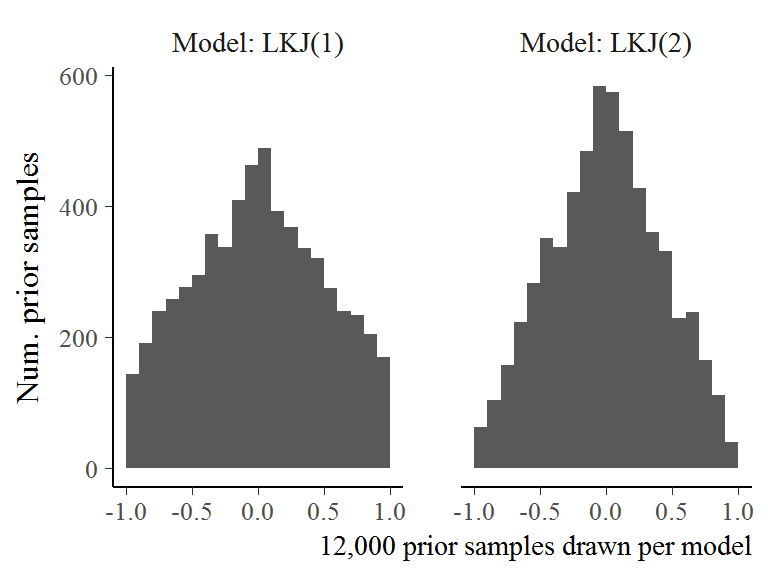 Model: LKJ(1)
Model: LKJ(2)
Num. prior samples
600
400
200
0
-1.0 -0.5 0.0 0.5 1.0
-1.0 -0.5 0.0 0.5 1.0
12,000 prior samples drawn per model